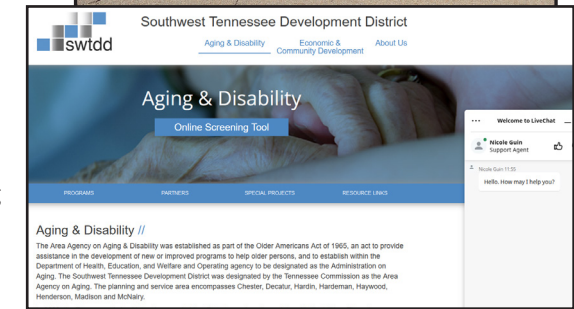 swtdd
Southwest Tennessee Development District
Aging & Disability
Economic &
Community Development
About Us
Aging & Disability
Online Screening Tool
PROGRAMS
PARTNERS
SPECIAL PROJECTS
RESOURCE LINKS
Welcome to LiveChat
Nicole Guin
Support Agent
Nicole Guin 11:50
Hello. How may I help you?
Aging & Disability //
The Area Agency on Aging & Disability was established as part of the Older Americans Act of 1965, an act to provide
assistance in the development of new or improved programs to help older persons, and to establish within the
Department of Health, Education, and Welfare and Operating agency to be designated as the Administration on
Aging. The Southwest Tennessee Development District was designated by the Tennessee Commission as the Area
Agency on Aging. The planning and service area encompasses Chester, Decatur, Hardin, Hardeman, Haywood,
Henderson, Madison and McNairy.